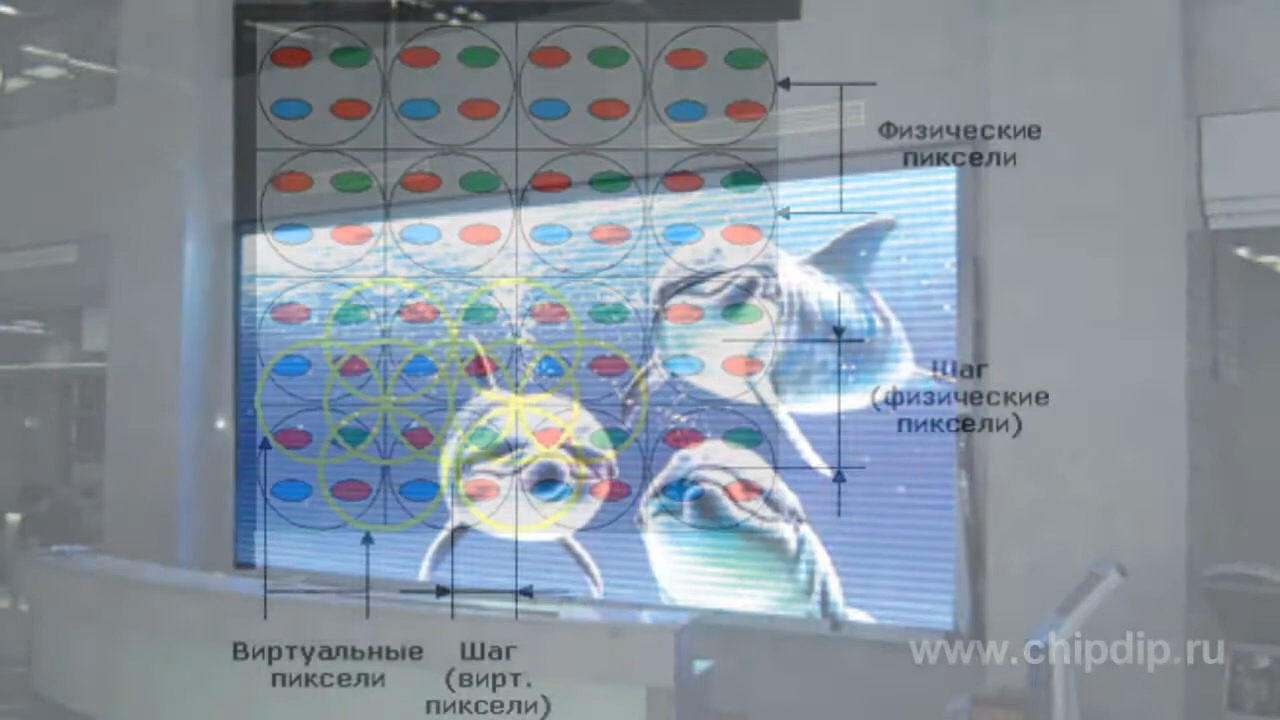 Физические
пиксели
Шаг
(физические
пиксели)
Виртуальные
пиксели
Шаг
(вирт.
пиксели)
www.chipdip.ru